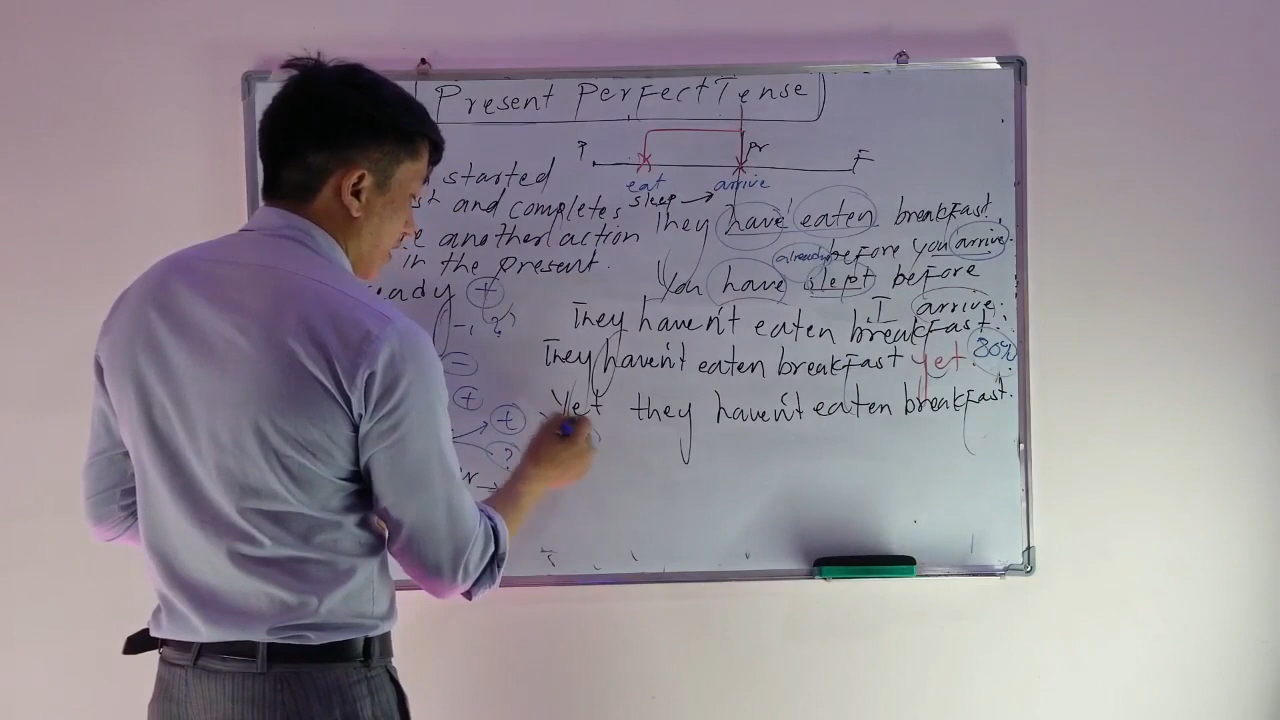 Present Perfect Tense
P Pr F
eat arrive
sleep →
started
and completes
another action
in the present.
eady +
-, ?
-
+
+
?
They have eaten breakfast
already before you arrive.
You have slept before
I arrive.
They haven't eaten breakfast.
They haven't eaten breakfast yet. 80%
Yet they haven't eaten breakfast.